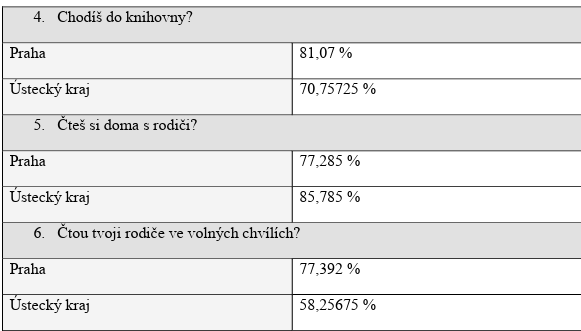 4. Chodíš do knihovny?
Praha 81,07 %
Ústecký kraj 70,75725 %
5. Čteš si doma s rodiči?
Praha 77,285 %
Ústecký kraj 85,785 %
6. Čtou tvoji rodiče ve volných chvílích?
Praha 77,392 %
Ústecký kraj 58,25675 %